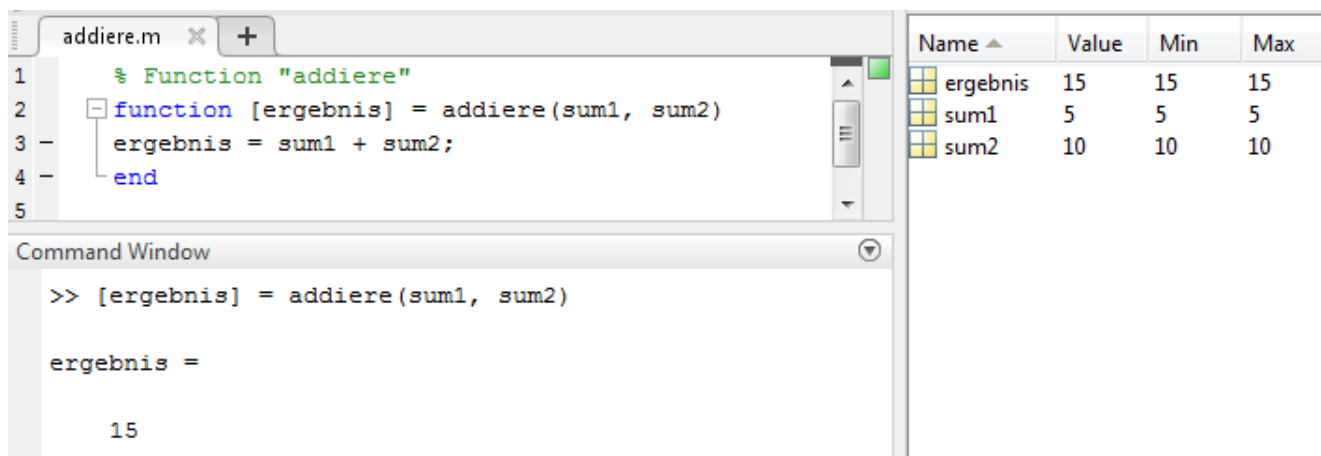 addiere.m
1 % Function "addiere"
2 function [ergebnis] = addiere(sum1, sum2)
3 – ergebnis = sum1 + sum2;
4 – end
5
Command Window
>> [ergebnis] = addiere(sum1, sum2)
ergebnis =
15
Name Value Min Max
ergebnis 15 15 15
sum1 5 5 5
sum2 10 10 10